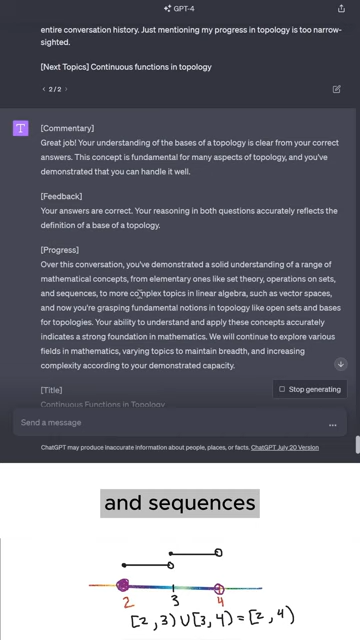 GPT-4
entire conversation history. Just mentioning my progress in topology is too narrow-
sighted.
[Next Topics] Continuous functions in topology
2 / 2
T
[Commentary]
Great job! Your understanding of the bases of a topology is clear from your correct
answers. This concept is fundamental for many aspects of topology, and you've
demonstrated that you can handle it well.
[Feedback]
Your answers are correct. Your reasoning in both questions accurately reflects the
definition of a base of a topology.
[Progress]
Over this conversation, you've demonstrated a solid understanding of a range of
mathematical concepts, from elementary ones like set theory, operations on sets,
and sequences, to more complex topics in linear algebra, such as vector spaces,
and now you're grasping fundamental notions in topology like open sets and bases
for topologies. Your ability to understand and apply these concepts accurately
indicates a strong foundation in mathematics. We will continue to explore various
fields in mathematics, varying topics to maintain breadth, and increasing
complexity according to your demonstrated capacity.
[Title]
Stop generating
Continuous Functions in Topology
Send a message
ChatGPT may produce inaccurate information about people, places, or facts. ChatGPT July 20 Version
and sequences
2 3 4
[2,3) ∪ [3,4) = [2,4)